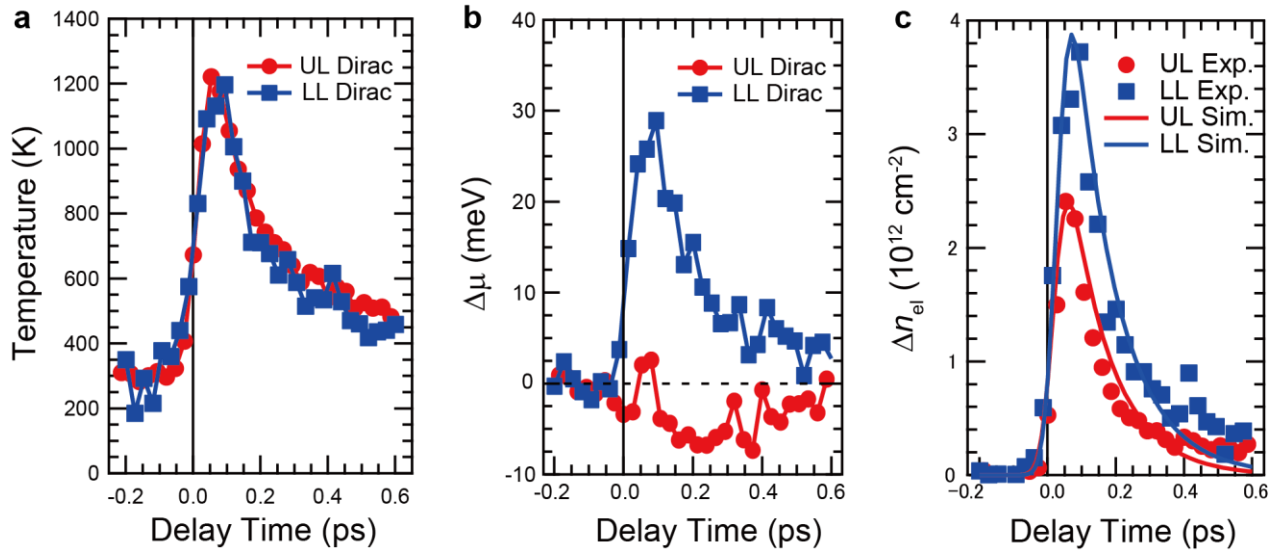 a
1400
1200
1000
800
600
400
200
0
Temperature (K)
UL Dirac
LL Dirac
-0.2
0.0
0.2
0.4
0.6
Delay Time (ps)
b
40
30
20
10
0
-10
Δμ (meV)
UL Dirac
LL Dirac
-0.2
0.0
0.2
0.4
0.6
Delay Time (ps)
c
4
3
2
1
0
Δnel (10¹² cm⁻²)
UL Exp.
LL Exp.
UL Sim.
LL Sim.
-0.2
0.0
0.2
0.4
0.6
Delay Time (ps)